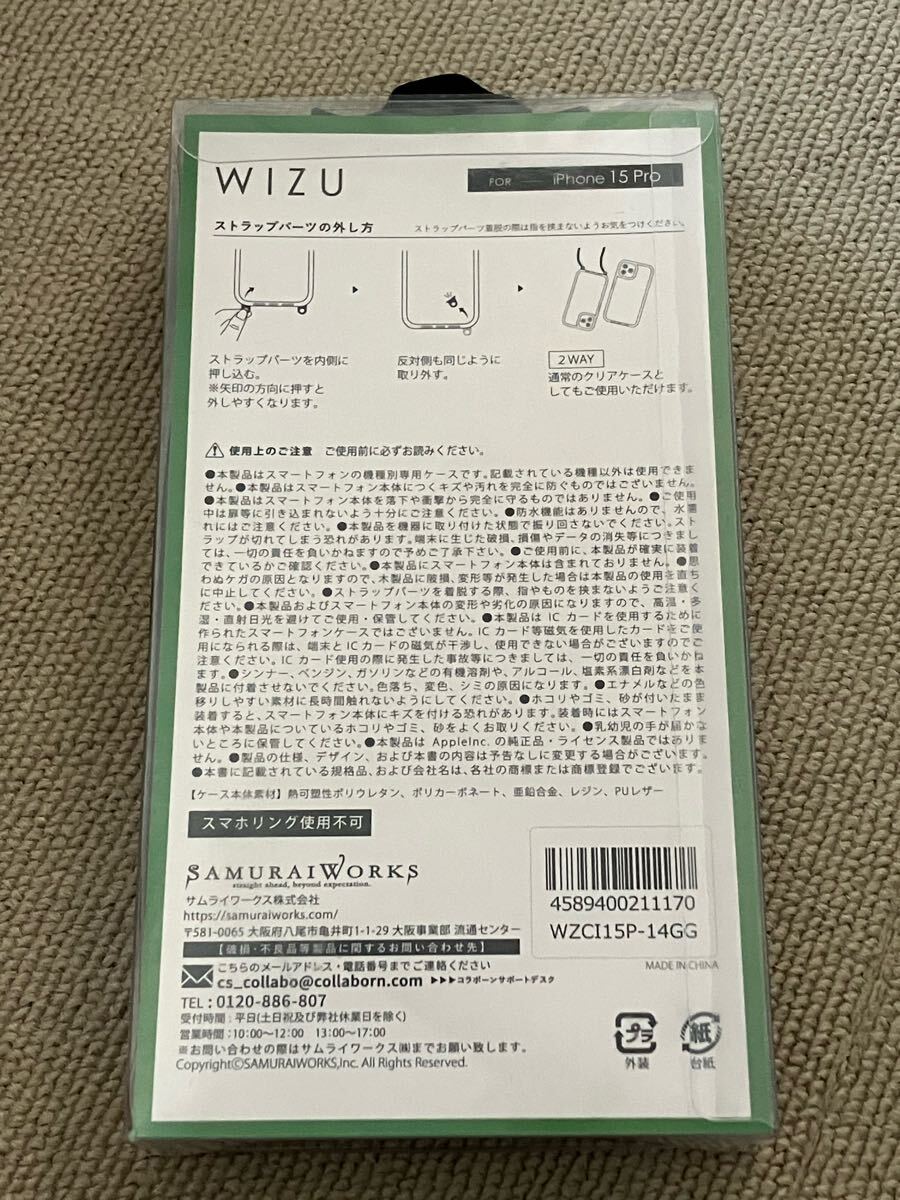 WIZU
FOR iPhone 15 Pro
ストラップパーツの外し方
ストラップパーツ着脱の際は指を挟まないようお気をつけください。
ストラップパーツを内側に
押し込む。
※矢印の方向に押すと
外しやすくなります。
反対側も同じように
取り外す。
2WAY
通常のクリアケースと
してもご使用いただけます。
使用上のご注意 ご使用前に必ずお読みください。
●本製品はスマートフォンの機種別専用ケースです。記載されている機種以外は使用できま
せん。●本製品はスマートフォン本体につくキズや汚れを完全に防ぐものではございません。
●本製品はスマートフォン本体を落下や衝撃から完全に守るものではありません。●ご使用
中は扉等に引き込まれないよう十分にご注意ください。●防水機能はありませんので、水濡
れにはご注意ください。●本製品を機器に取り付けた状態で振り回さないでください。スト
ラップが切れてしまう恐れがあります。端末に生じた破損、損傷やデータの消失等につきまし
ては、一切の責任を負いかねますので予めご了承下さい。●ご使用前に、本製品が確実に装着
できているかご確認ください。●本製品にスマートフォン本体は含まれておりません。●思
わぬケガの原因となりますので、本製品に破損、変形等が発生した場合は本製品の使用を直ち
に中止してください。●ストラップパーツを着脱する際、指やものを挟まないようご注意くだ
さい。●本製品およびスマートフォン本体の変形や劣化の原因になりますので、高温・多
湿・直射日光を避けてご使用・保管してください。●本製品は IC カードを使用するために
作られたスマートフォンケースではございません。IC カード等磁気を使用したカードをご使
用になられる際は、端末と IC カードの磁気が干渉し、使用できない場合がございますのでご
注意ください。IC カード使用の際に発生した事故等につきましては、一切の責任を負いかね
ます。●シンナー、ベンジン、ガソリンなどの有機溶剤や、アルコール、塩素系漂白剤などを本
製品に付着させないでください。色落ち、変色、シミの原因になります。●エナメルなどの色
移りしやすい素材に長時間触れないようにしてください。●ホコリやゴミ、砂が付いたまま
装着すると、スマートフォン本体にキズを付ける恐れがあります。装着時にはスマートフォン
本体や本製品についているホコリやゴミ、砂をよくお取りください。●乳幼児の手が届かな
いところに保管してください。●本製品は AppleInc. の純正品・ライセンス製品ではありま
せん。●製品の仕様、デザイン、および本書の内容は予告なしに変更する場合がございます。
●本書に記載されている規格品、および会社名は、各社の商標または商標登録でございます。
【ケース本体素材】熱可塑性ポリウレタン、ポリカーボネート、亜鉛合金、レジン、PUレザー
スマホリング使用不可
SAMURAIWORKS
straight ahead, beyond expectation.
サムライワークス株式会社
https://samuraiworks.com/
〒581-0065 大阪府八尾市亀井町1-1-29 大阪事業部 流通センター
【破損・不良品等製品に関するお問い合わせ先】
こちらのメールアドレス・電話番号までご連絡ください
cs_collabo@collaborn.com ▶▶▶コラボーンサポートデスク
TEL：0120-886-807
受付時間：平日(土日祝及び弊社休業日を除く)
営業時間：10:00〜12:00 13:00〜17:00
※お問い合わせの際はサムライワークス㈱までお願い致します。
Copyright©SAMURAIWORKS,Inc. All Rights Reserved.
4589400211170
WZCI15P-14GG
MADE IN CHINA
プラ
外装
紙
台紙